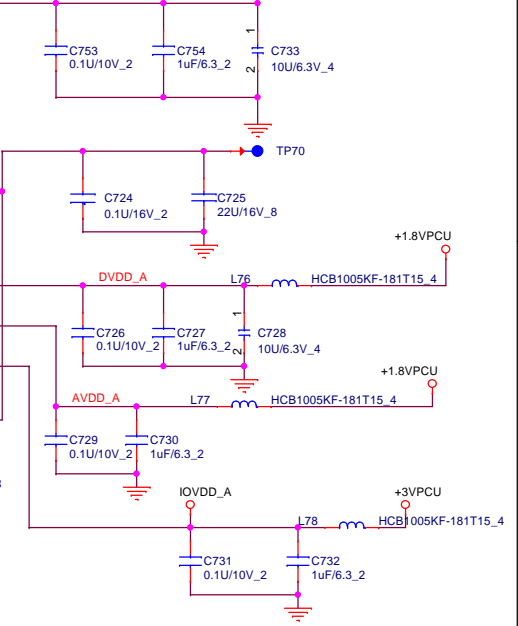 1
C753
C754
C733
0.1U/10V_2
1uF/6.3_2
10U/6.3V_4
2
TP70
C724
C725
0.1U/16V_2
22U/16V_8
+1.8VPCU
DVDD_A
L76
HCB1005KF-181T15_4
1
C726
C727
C728
0.1U/10V_2
1uF/6.3_2
2
10U/6.3V_4
+1.8VPCU
AVDD_A
L77
HCB1005KF-181T15_4
C729
C730
0.1U/10V_2
1uF/6.3_2
IOVDD_A
+3VPCU
L78
HCB1005KF-181T15_4
C731
C732
0.1U/10V_2
1uF/6.3_2